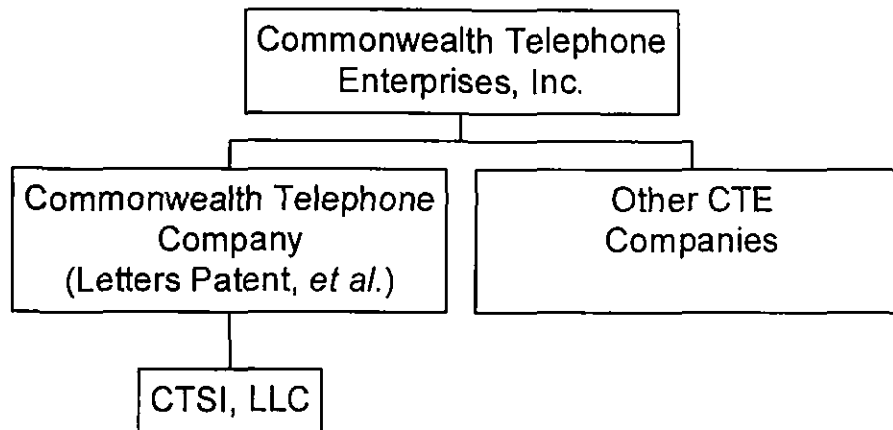 Commonwealth Telephone
Enterprises, Inc.
Commonwealth Telephone
Company
(Letters Patent, et al.)
Other CTE
Companies
CTSI, LLC